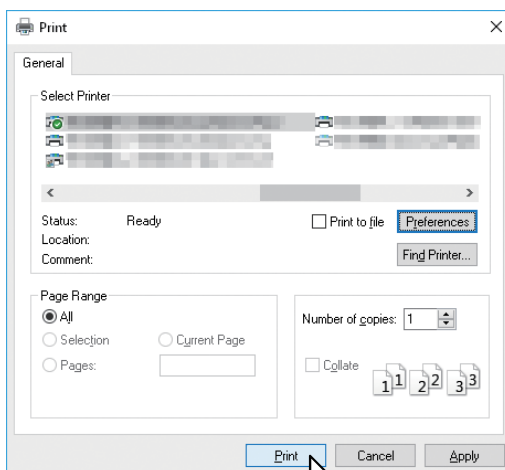 Print
General
Select Printer
Status: Ready
Print to file
Preferences
Location:
Comment:
Find Printer...
Page Range
All
Selection
Current Page
Pages:
Number of copies: 1
Collate
1 1 2 2 3 3
Print
Cancel
Apply